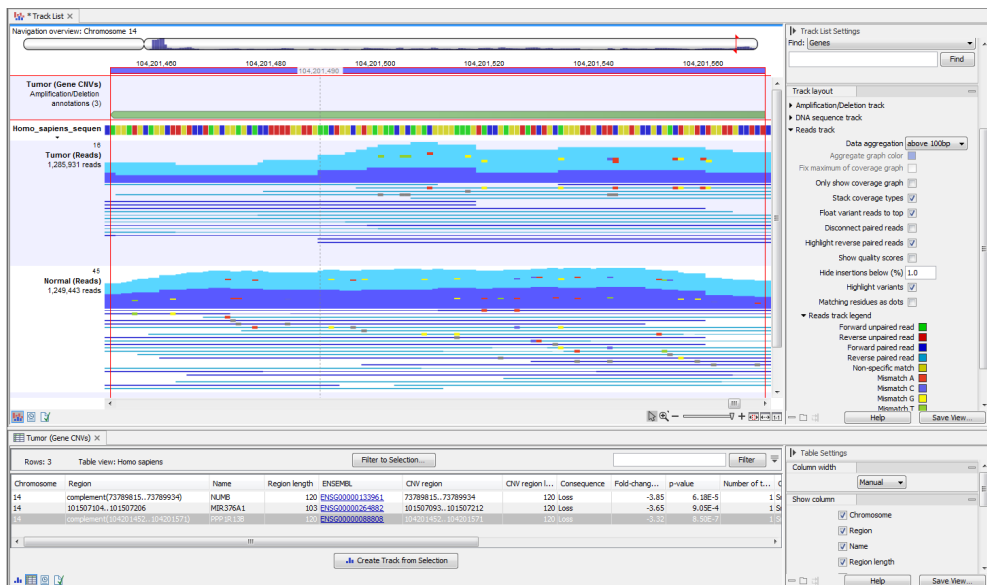 * Track List
Navigation overview: Chromosome 14
104,201,460 104,201,480 104,201,500 104,201,520 104,201,540 104,201,560
104,201,490
Tumor (Gene CNVs)
Amplification/Deletion
annotations (3)
Homo_sapiens_sequen
16
Tumor (Reads)
1,285,931 reads
45
Normal (Reads)
1,249,443 reads
Track List Settings
Find: Genes
Find
Track layout
Amplification/Deletion track
DNA sequence track
Reads track
Data aggregation above 100bp
Aggregate graph color
Fix maximum of coverage graph
Only show coverage graph
Stack coverage types
Float variant reads to top
Disconnect paired reads
Highlight reverse paired reads
Show quality scores
Hide insertions below (%) 1.0
Highlight variants
Matching residues as dots
Reads track legend
Forward unpaired read
Reverse unpaired read
Forward paired read
Reverse paired read
Non-specific match
Mismatch A
Mismatch C
Mismatch G
Mismatch T
Help Save View...
Tumor (Gene CNVs)
Rows: 3 Table view: Homo sapiens Filter to Selection... Filter
Chromosome Region Name Region length ENSEMBL CNV region CNV region l... Consequence Fold-chang... p-value Number of t...
14 complement(73789815..73789934) NUMB 120 ENSG00000133961 73789815..73789934 120 Loss -3.85 6.18E-5 1
14 101507104..101507206 MIR376A1 103 ENSG00000264882 101507093..101507212 120 Loss -3.65 9.05E-4 1
14 complement(104201452..104201571) PPP1R13B 120 ENSG00000088808 104201452..104201571 120 Loss -3.32 8.50E-7 1
Create Track from Selection
Table Settings
Column width
Manual
Show column
Chromosome
Region
Name
Region length
Help Save View...